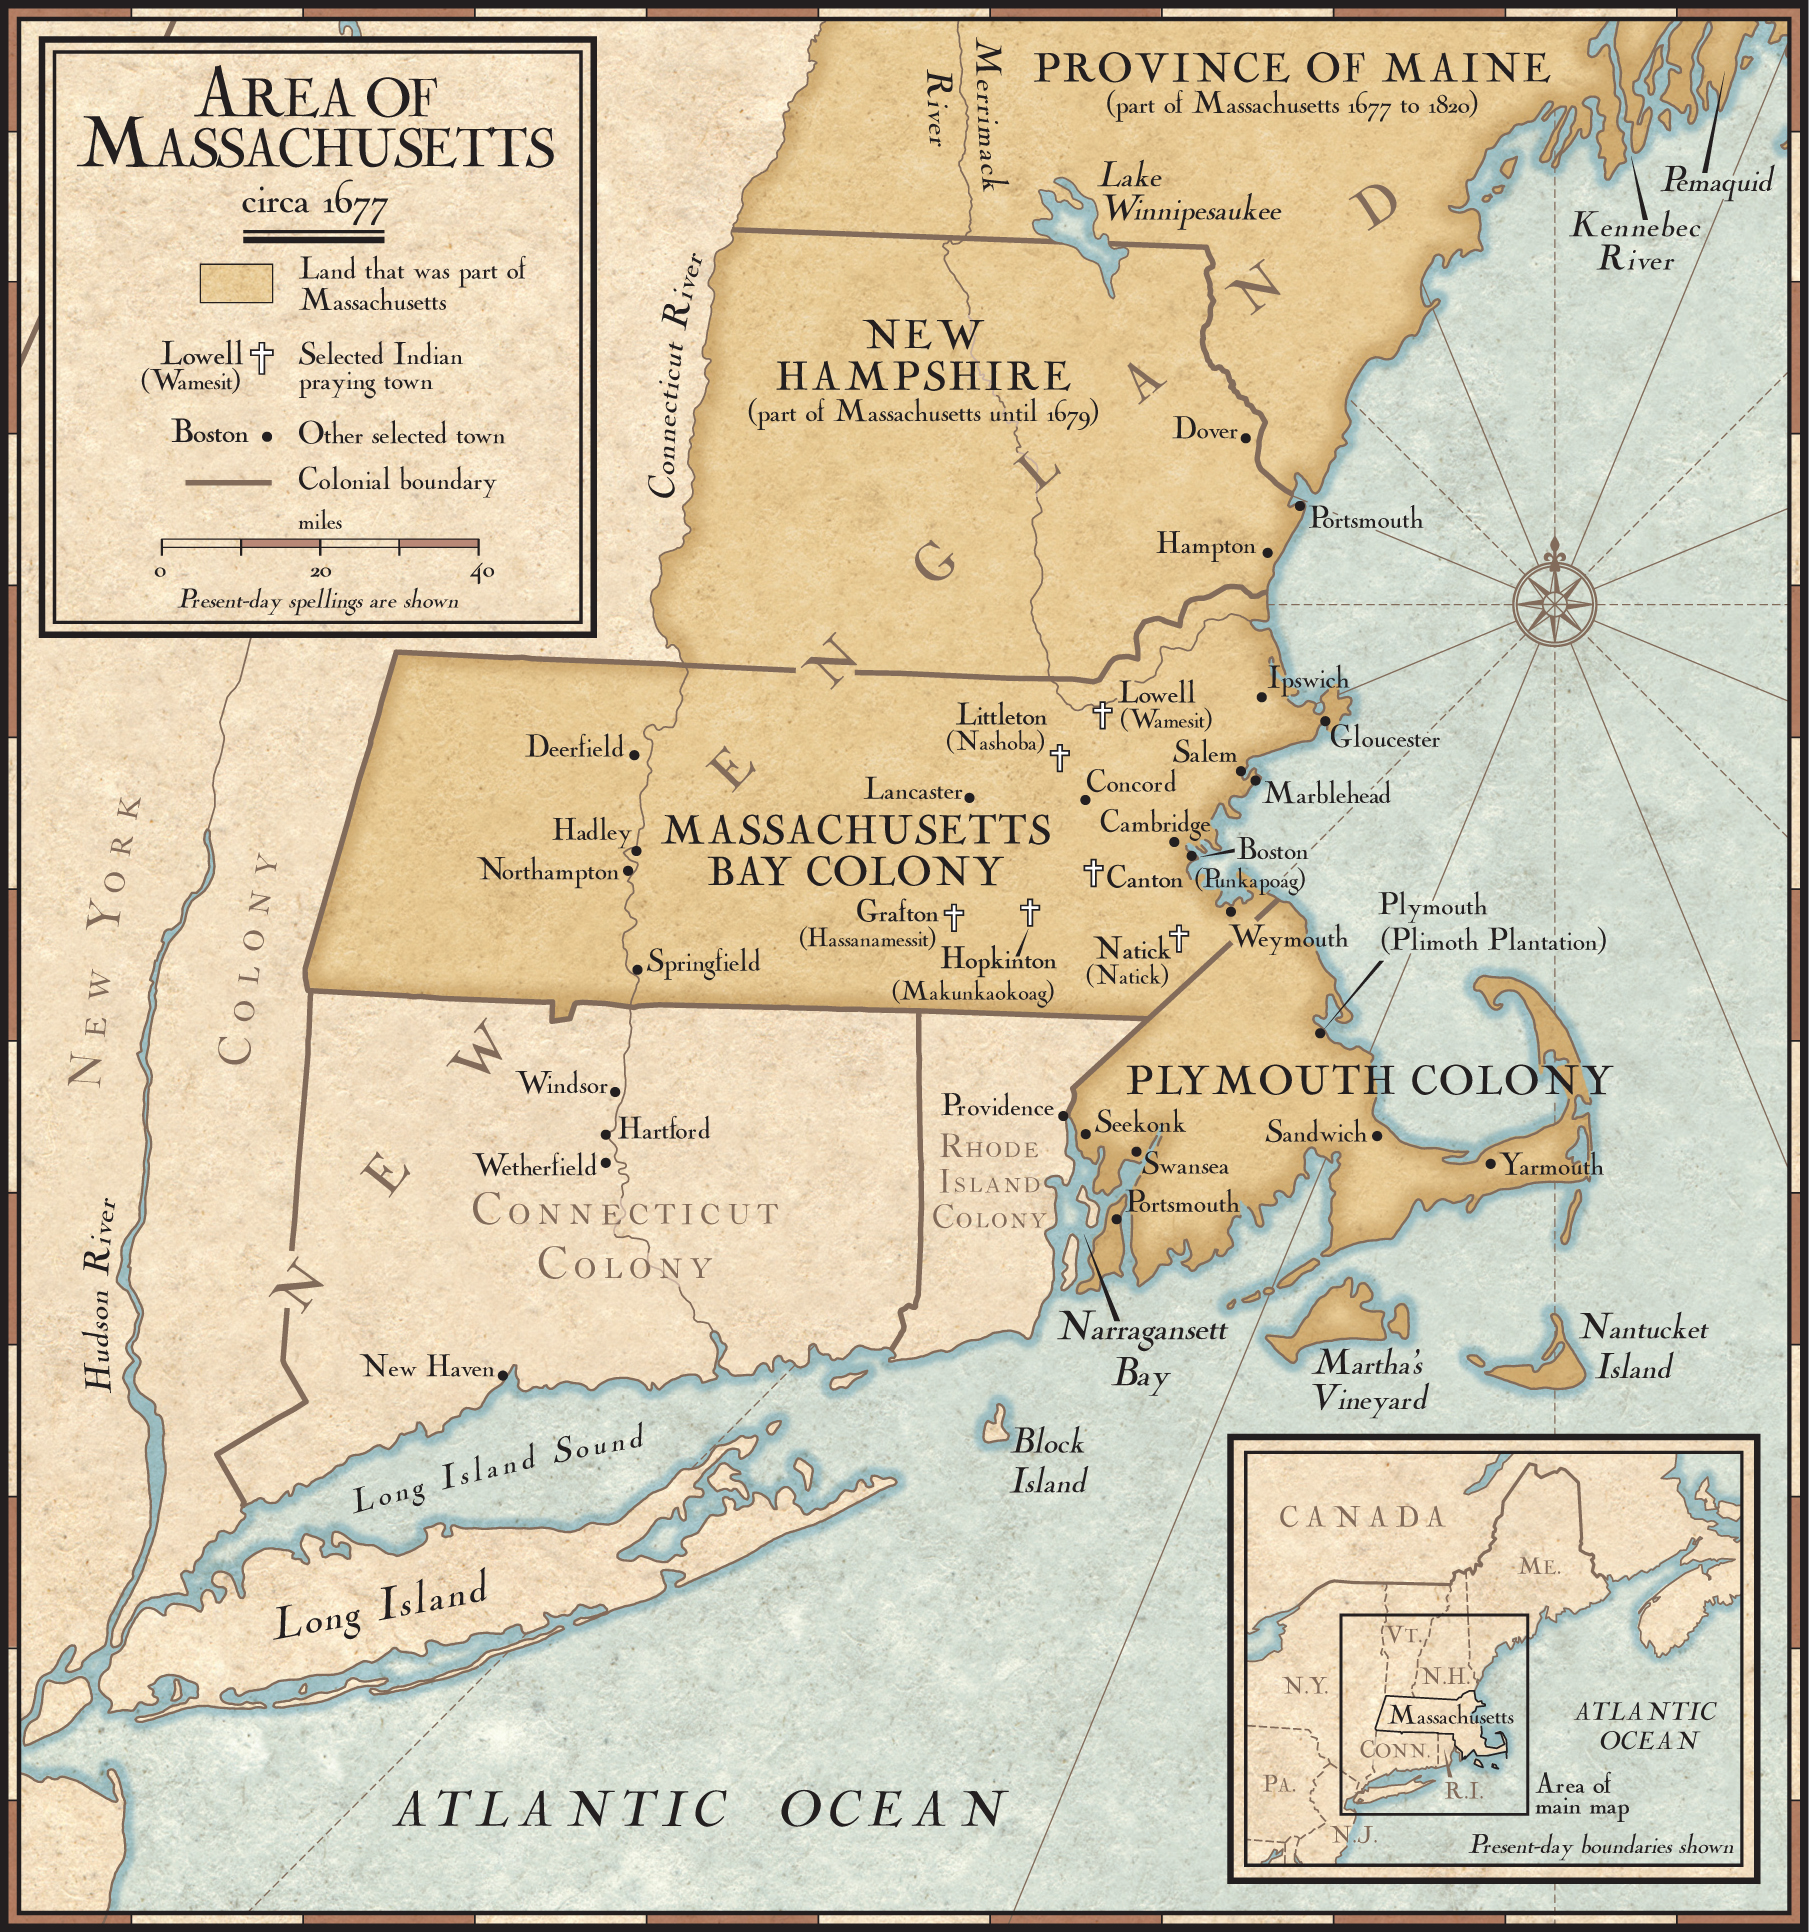 AREA OF
MASSACHUSETTS
circa 1677
Land that was part of
Massachusetts
Lowell
(Wamesit)
Selected Indian
praying town
Boston
Other selected town
Colonial boundary
miles
0 20 40
Present-day spellings are shown
Merrimack
River
PROVINCE OF MAINE
(part of Massachusetts 1677 to 1820)
Pemaquid
Kennebec
River
Lake
Winnipesaukee
Connecticut River
NEW
HAMPSHIRE
(part of Massachusetts until 1679)
Dover
Portsmouth
Hampton
NEW ENGLAND
Ipswich
Gloucester
Lowell
(Wamesit)
Littleton
(Nashoba)
Salem
Marblehead
Deerfield
Lancaster
Concord
Cambridge
Boston
Hadley
Northampton
MASSACHUSETTS
BAY COLONY
Canton (Punkapoag)
Grafton
(Hassanamessit)
Hopkinton
(Makunkaokoag)
Natick
(Natick)
Weymouth
Springfield
Plymouth
(Plimoth Plantation)
NEW YORK
COLONY
Hudson River
Windsor
Hartford
Wetherfield
CONNECTICUT
COLONY
New Haven
Providence
RHODE
ISLAND
COLONY
PLYMOUTH COLONY
Seekonk
Swansea
Portsmouth
Sandwich
Yarmouth
Narragansett
Bay
Martha's
Vineyard
Nantucket
Island
Block
Island
Long Island Sound
Long Island
ATLANTIC OCEAN
CANADA
ME.
VT.
N.H.
N.Y.
Massachusetts
CONN.
R.I.
PA.
N.J.
ATLANTIC
OCEAN
Area of
main map
Present-day boundaries shown